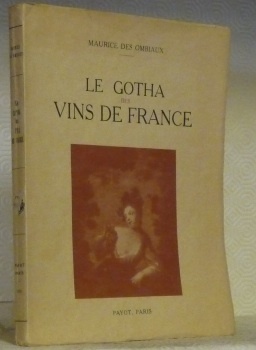 MAURICE DES OMBIAUX
LE GOTHA
DES
VINS DE FRANCE
PAYOT, PARIS